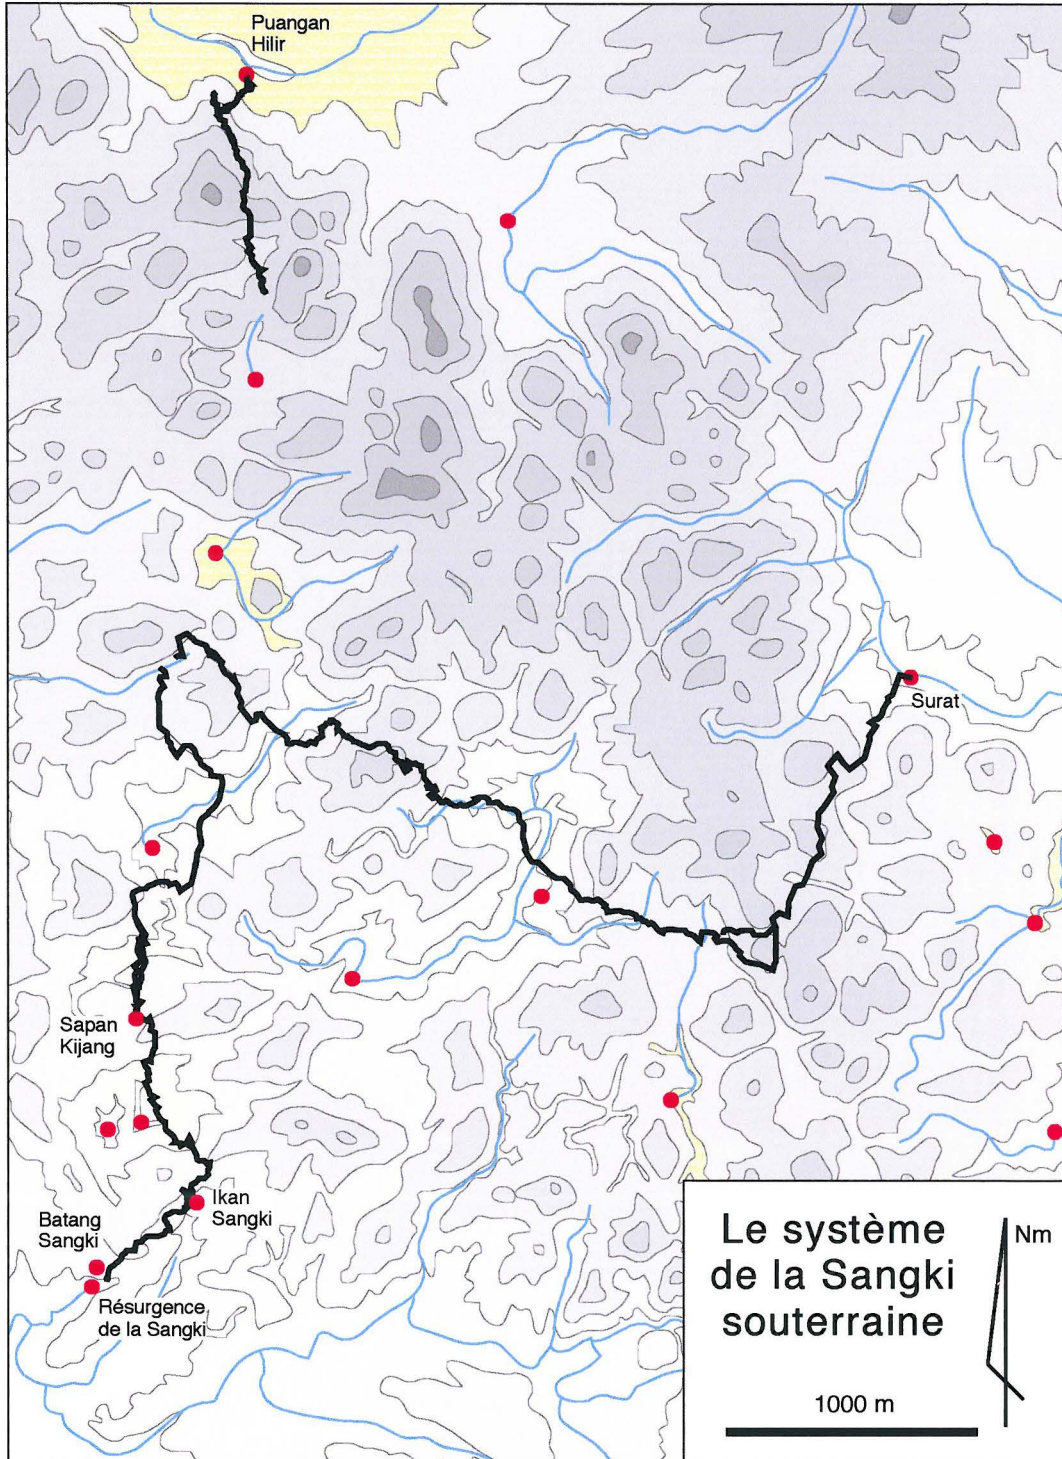 Puangan
Hilir
Surat
Sapan
Kijang
Ikan
Sangki
Batang
Sangki
Résurgence
de la Sangki
Le système
de la Sangki
souterraine
Nm
1000 m